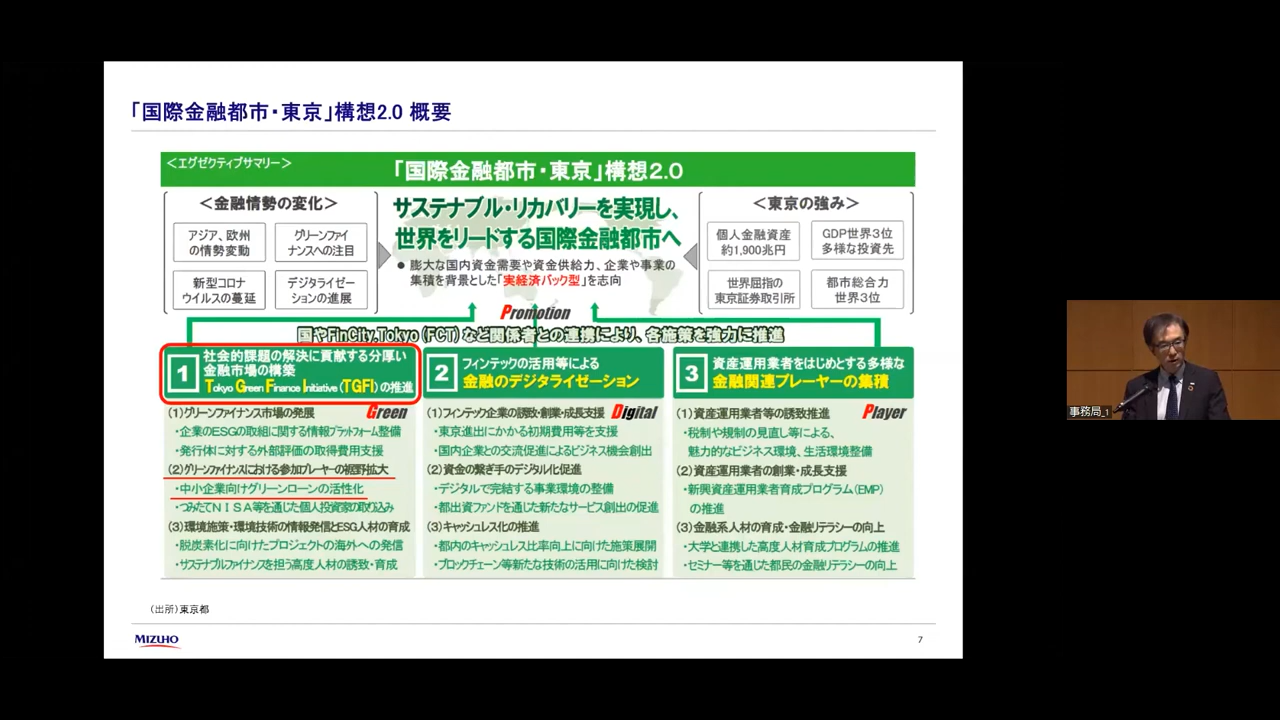 「国際金融都市・東京」構想2.0 概要
＜エグゼクティブサマリー＞
「国際金融都市・東京」構想2.0
＜金融情勢の変化＞
アジア、欧州
の情勢変動
グリーンファイ
ナンスへの注目
新型コロナ
ウイルスの蔓延
デジタライゼー
ションの進展
サステナブル・リカバリーを実現し、
世界をリードする国際金融都市へ
● 膨大な国内資金需要や資金供給力、企業や事業の
集積を背景とした「実経済バック型」を志向
＜東京の強み＞
個人金融資産
約1,900兆円
GDP世界3位
多様な投資先
世界屈指の
東京証券取引所
都市総合力
世界3位
Promotion
国やFinCity.Tokyo（FCT）など関係者との連携により、各施策を強力に推進
1
社会的課題の解決に貢献する分厚い
金融市場の構築
Tokyo Green Finance Initiative（TGFI）の推進
Green
(1)グリーンファイナンス市場の発展
・企業のESGの取組に関する情報プラットフォーム整備
・発行体に対する外部評価の取得費用支援
(2)グリーンファイナンスにおける参加プレーヤーの裾野拡大
・中小企業向けグリーンローンの活性化
・つみたてＮＩＳＡ等を通じた個人投資家の取り込み
(3)環境施策・環境技術の情報発信とESG人材の育成
・脱炭素化に向けたプロジェクトの海外への発信
・サステナブルファイナンスを担う高度人材の誘致・育成
2
フィンテックの活用等による
金融のデジタライゼーション
Digital
(1)フィンテック企業の誘致・創業・成長支援
・東京進出にかかる初期費用等を支援
・国内企業との交流促進によるビジネス機会創出
(2)資金の繋ぎ手のデジタル化促進
・デジタルで完結する事業環境の整備
・都出資ファンドを通じた新たなサービス創出の促進
(3)キャッシュレス化の推進
・都内のキャッシュレス比率向上に向けた施策展開
・ブロックチェーン等新たな技術の活用に向けた検討
3
資産運用業者をはじめとする多様な
金融関連プレーヤーの集積
Player
(1)資産運用業者等の誘致推進
・税制や規制の見直し等による、
魅力的なビジネス環境、生活環境整備
(2)資産運用業者の創業・成長支援
・新興資産運用業者育成プログラム（EMP）
の推進
(3)金融系人材の育成・金融リテラシーの向上
・大学と連携した高度人材育成プログラムの推進
・セミナー等を通じた都民の金融リテラシーの向上
（出所）東京都
MIZUHO
7
事務局_1